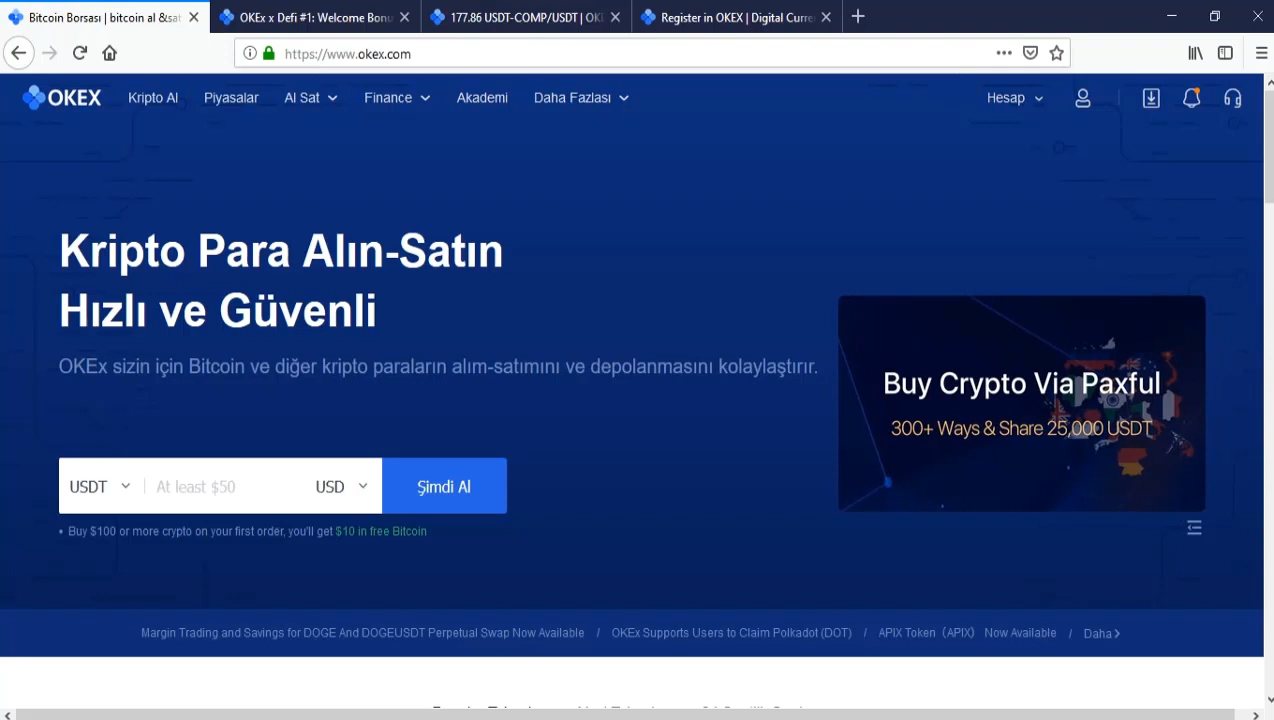 Bitcoin Borsası | bitcoin al &sat
OKEx x Defi #1: Welcome Bonu
177.86 USDT-COMP/USDT | OK
Register in OKEX | Digital Curre
https://www.okex.com
OKEX
Kripto Al
Piyasalar
Al Sat
Finance
Akademi
Daha Fazlası
Hesap
Kripto Para Alın-Satın
Hızlı ve Güvenli
OKEx sizin için Bitcoin ve diğer kripto paraların alım-satımını ve depolanmasını kolaylaştırır.
Buy Crypto Via Paxful
300+ Ways & Share 25,000 USDT
USDT
At least $50
USD
Şimdi Al
• Buy $100 or more crypto on your first order, you'll get $10 in free Bitcoin
Margin Trading and Savings for DOGE And DOGEUSDT Perpetual Swap Now Available / OKEx Supports Users to Claim Polkadot (DOT) / APIX Token（APIX） Now Available / Daha